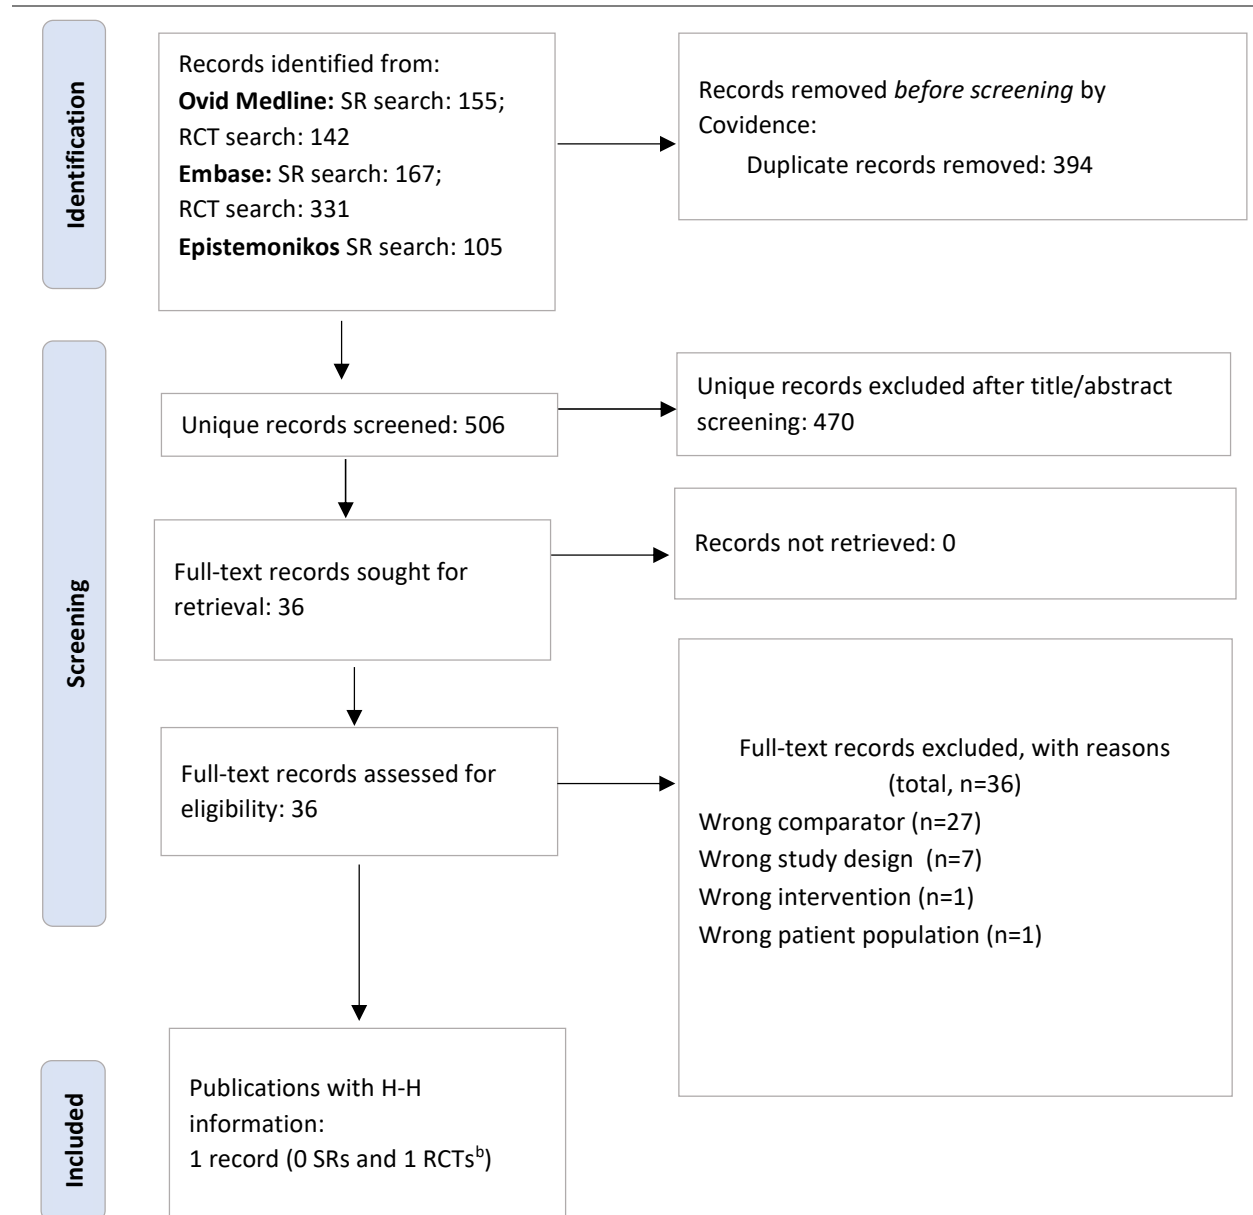 Identification
Records identified from:
Ovid Medline: SR search: 155;
RCT search: 142
Embase: SR search: 167;
RCT search: 331
Epistemonikos SR search: 105
Records removed before screening by
Covidence:
Duplicate records removed: 394
Screening
Unique records screened: 506
Unique records excluded after title/abstract
screening: 470
Full-text records sought for
retrieval: 36
Records not retrieved: 0
Full-text records assessed for
eligibility: 36
Full-text records excluded, with reasons
(total, n=36)
Wrong comparator (n=27)
Wrong study design (n=7)
Wrong intervention (n=1)
Wrong patient population (n=1)
Included
Publications with H-H
information:
1 record (0 SRs and 1 RCTsᵇ)